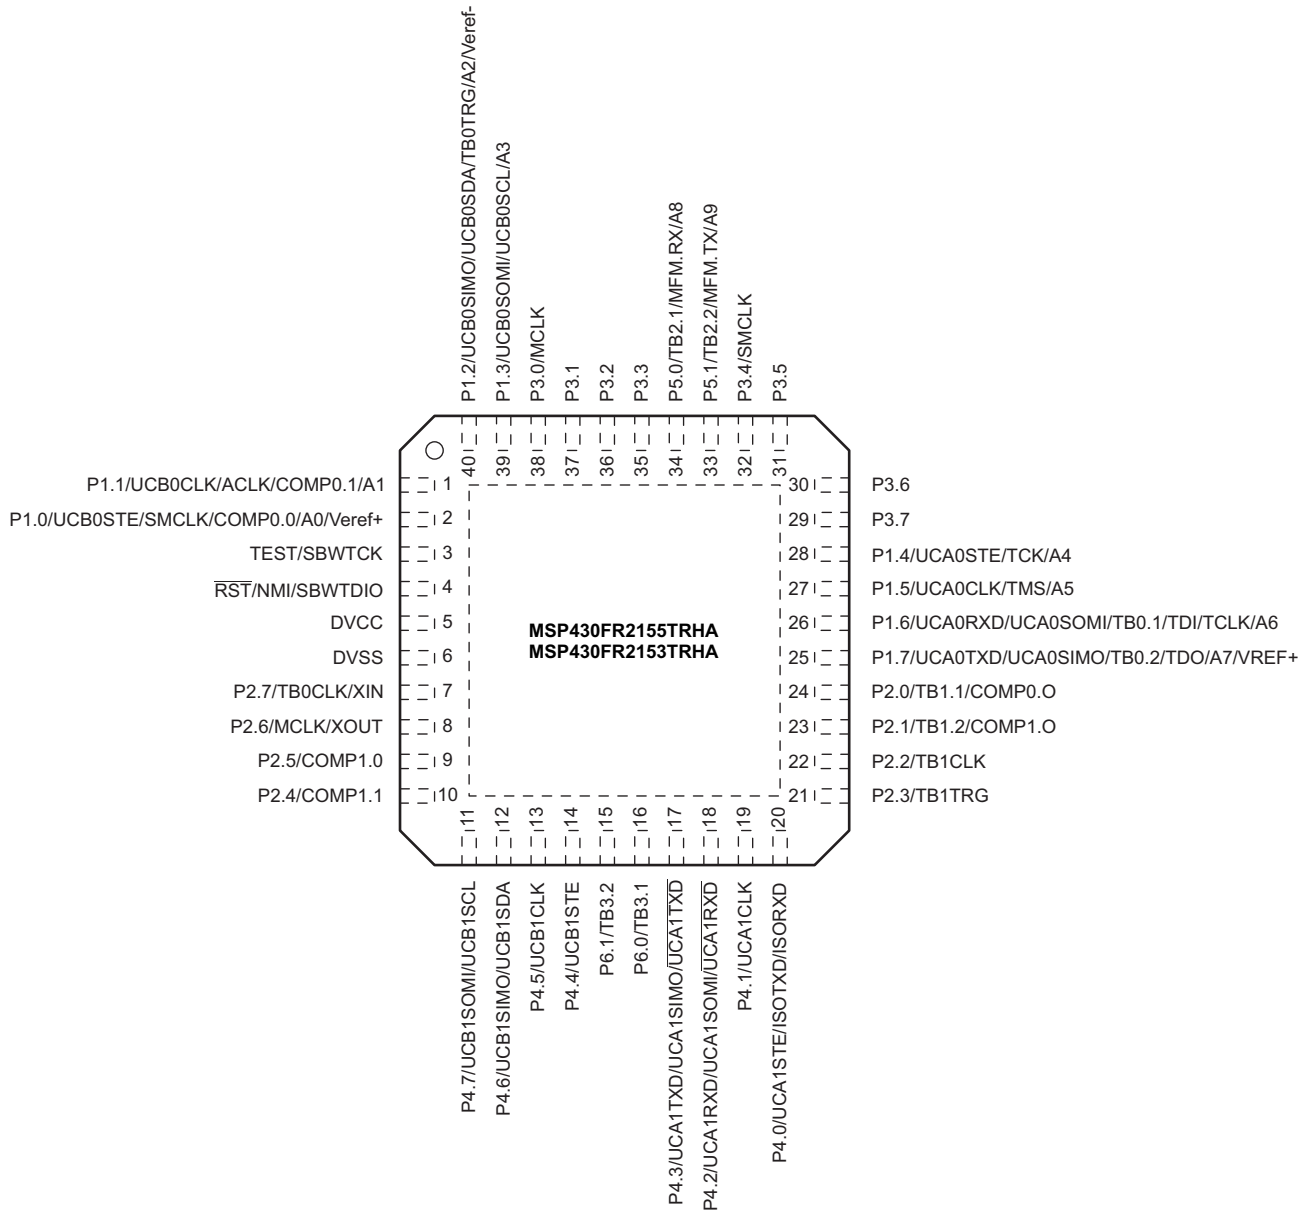 P1.2/UCB0SIMO/UCB0SDA/TB0TRG/A2/Veref-
P1.3/UCB0SOMI/UCB0SCL/A3
P3.0/MCLK
P3.1
P3.2
P3.3
P5.0/TB2.1/MFM.RX/A8
P5.1/TB2.2/MFM.TX/A9
P3.4/SMCLK
P3.5
40
39
38
37
36
35
34
33
32
31
P1.1/UCB0CLK/ACLK/COMP0.1/A1
1
P1.0/UCB0STE/SMCLK/COMP0.0/A0/Veref+
2
TEST/SBWTCK
3
RST/NMI/SBWTDIO
4
DVCC
5
DVSS
6
P2.7/TB0CLK/XIN
7
P2.6/MCLK/XOUT
8
P2.5/COMP1.0
9
P2.4/COMP1.1
10
MSP430FR2155TRHA
MSP430FR2153TRHA
30
P3.6
29
P3.7
28
P1.4/UCA0STE/TCK/A4
27
P1.5/UCA0CLK/TMS/A5
26
P1.6/UCA0RXD/UCA0SOMI/TB0.1/TDI/TCLK/A6
25
P1.7/UCA0TXD/UCA0SIMO/TB0.2/TDO/A7/VREF+
24
P2.0/TB1.1/COMP0.O
23
P2.1/TB1.2/COMP1.O
22
P2.2/TB1CLK
21
P2.3/TB1TRG
11
12
13
14
15
16
17
18
19
20
P4.7/UCB1SOMI/UCB1SCL
P4.6/UCB1SIMO/UCB1SDA
P4.5/UCB1CLK
P4.4/UCB1STE
P6.1/TB3.2
P6.0/TB3.1
P4.3/UCA1TXD/UCA1SIMO/UCA1TXD
P4.2/UCA1RXD/UCA1SOMI/UCA1RXD
P4.1/UCA1CLK
P4.0/UCA1STE/ISOTXD/ISORXD